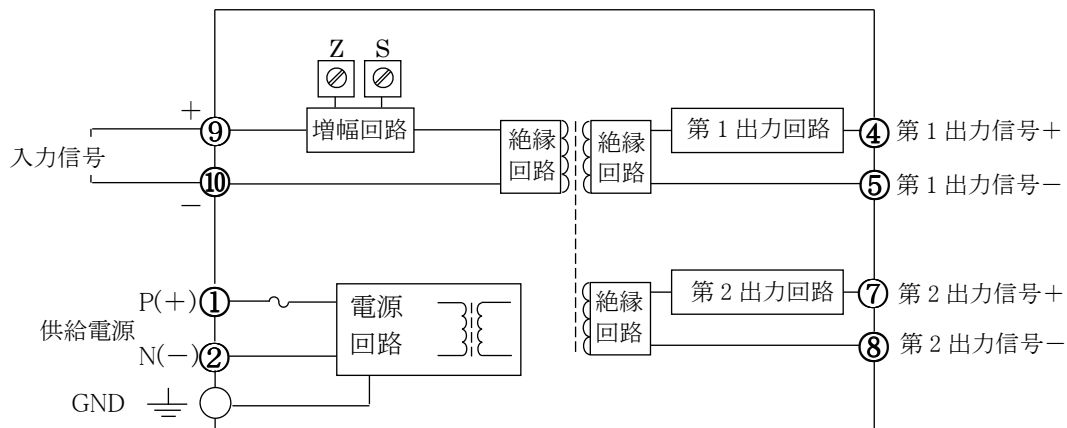 Z S
+
⑨
増幅回路
入力信号
⑩
−
絶縁
回路
絶縁
回路
第1出力回路
④ 第1出力信号+
⑤ 第1出力信号−
P(+) ①
供給電源
N(−) ②
GND
電源
回路
絶縁
回路
第2出力回路
⑦ 第2出力信号+
⑧ 第2出力信号−